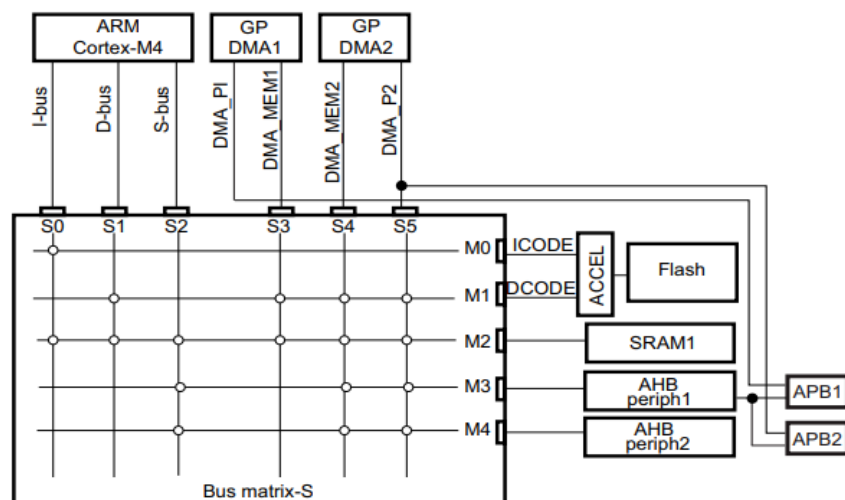 ARM
Cortex-M4
GP
DMA1
GP
DMA2
I-bus
D-bus
S-bus
DMA_PI
DMA_MEM1
DMA_MEM2
DMA_P2
S0 S1 S2 S3 S4 S5
M0 ICODE
M1 DCODE
ACCEL
Flash
M2 SRAM1
M3 AHB
periph1
APB1
M4 AHB
periph2
APB2
Bus matrix-S